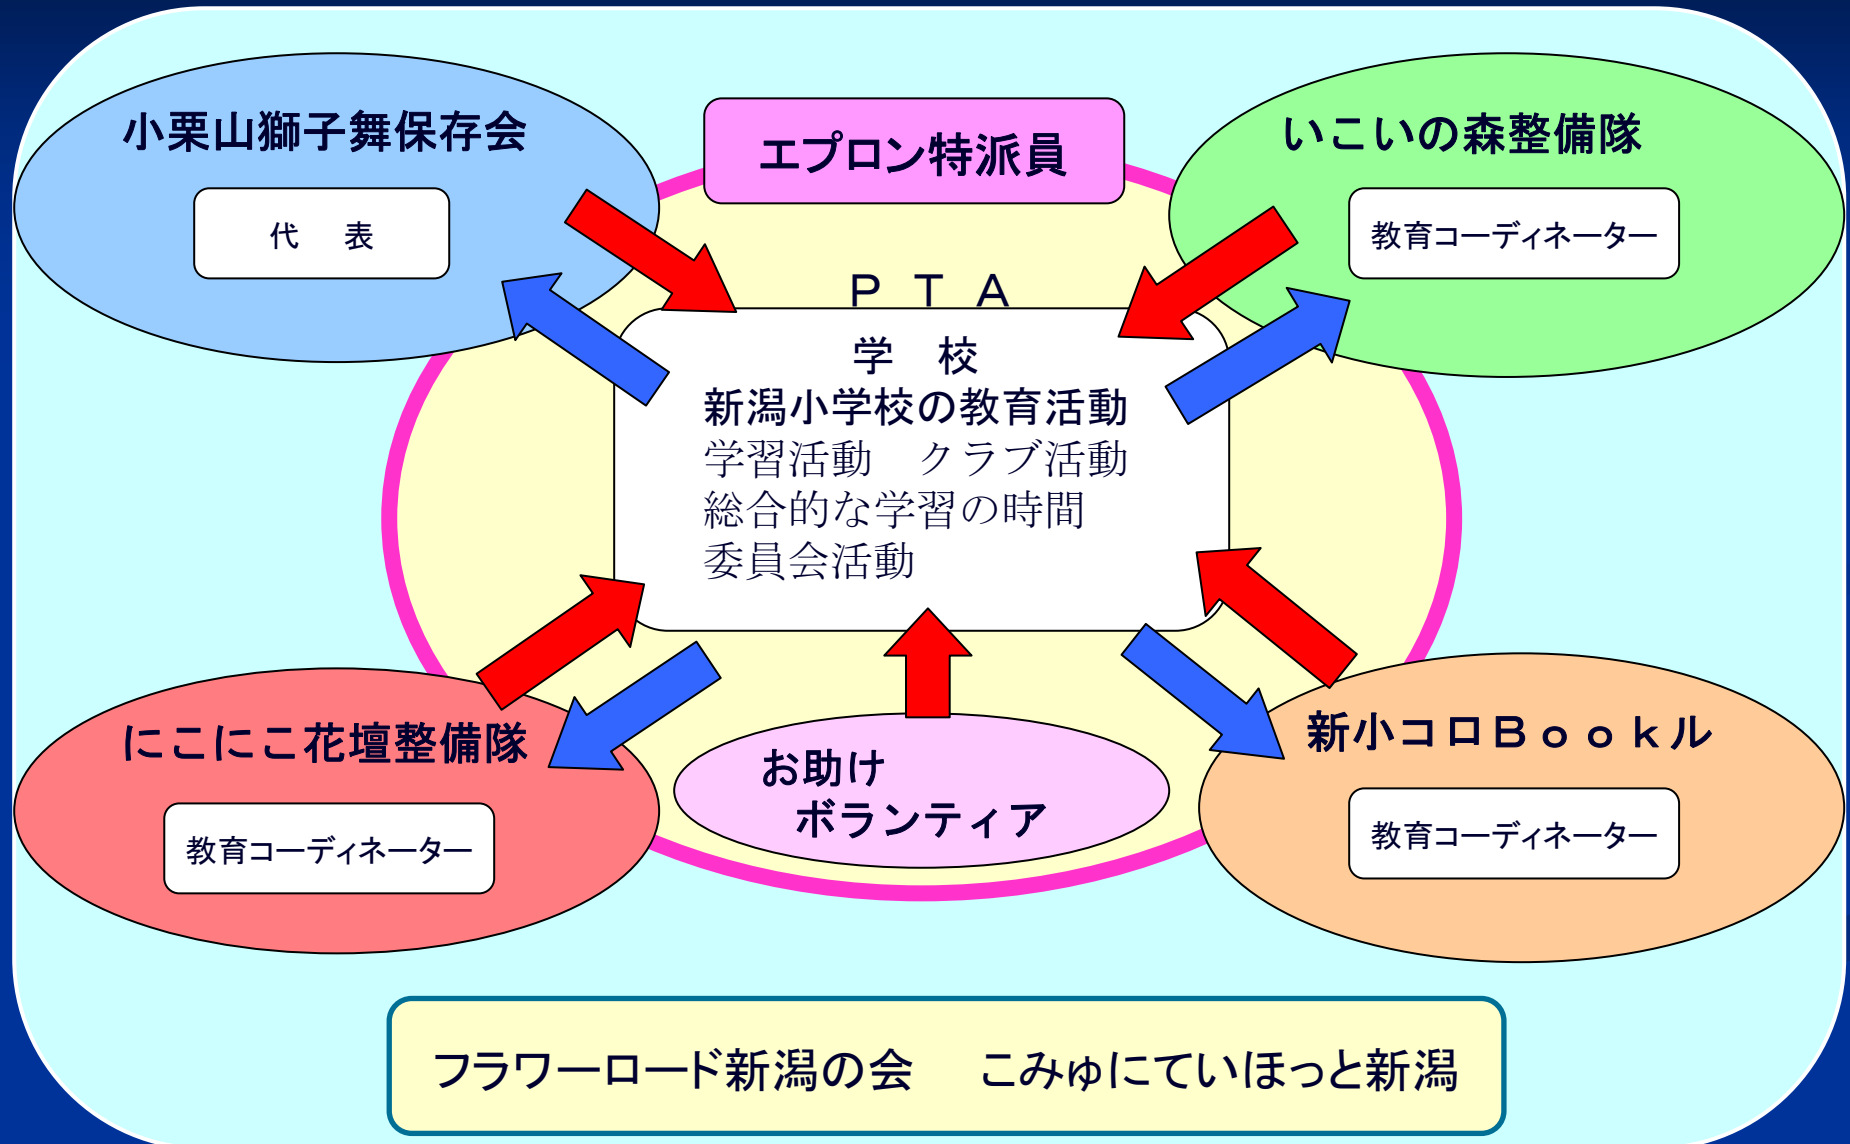 小栗山獅子舞保存会
代　表
エプロン特派員
いこいの森整備隊
教育コーディネーター
ＰＴＡ
学　校
新潟小学校の教育活動
学習活動　クラブ活動
総合的な学習の時間
委員会活動
にこにこ花壇整備隊
教育コーディネーター
お助け
ボランティア
新小コロＢｏｏｋル
教育コーディネーター
フラワーロード新潟の会　こみゅにていほっと新潟